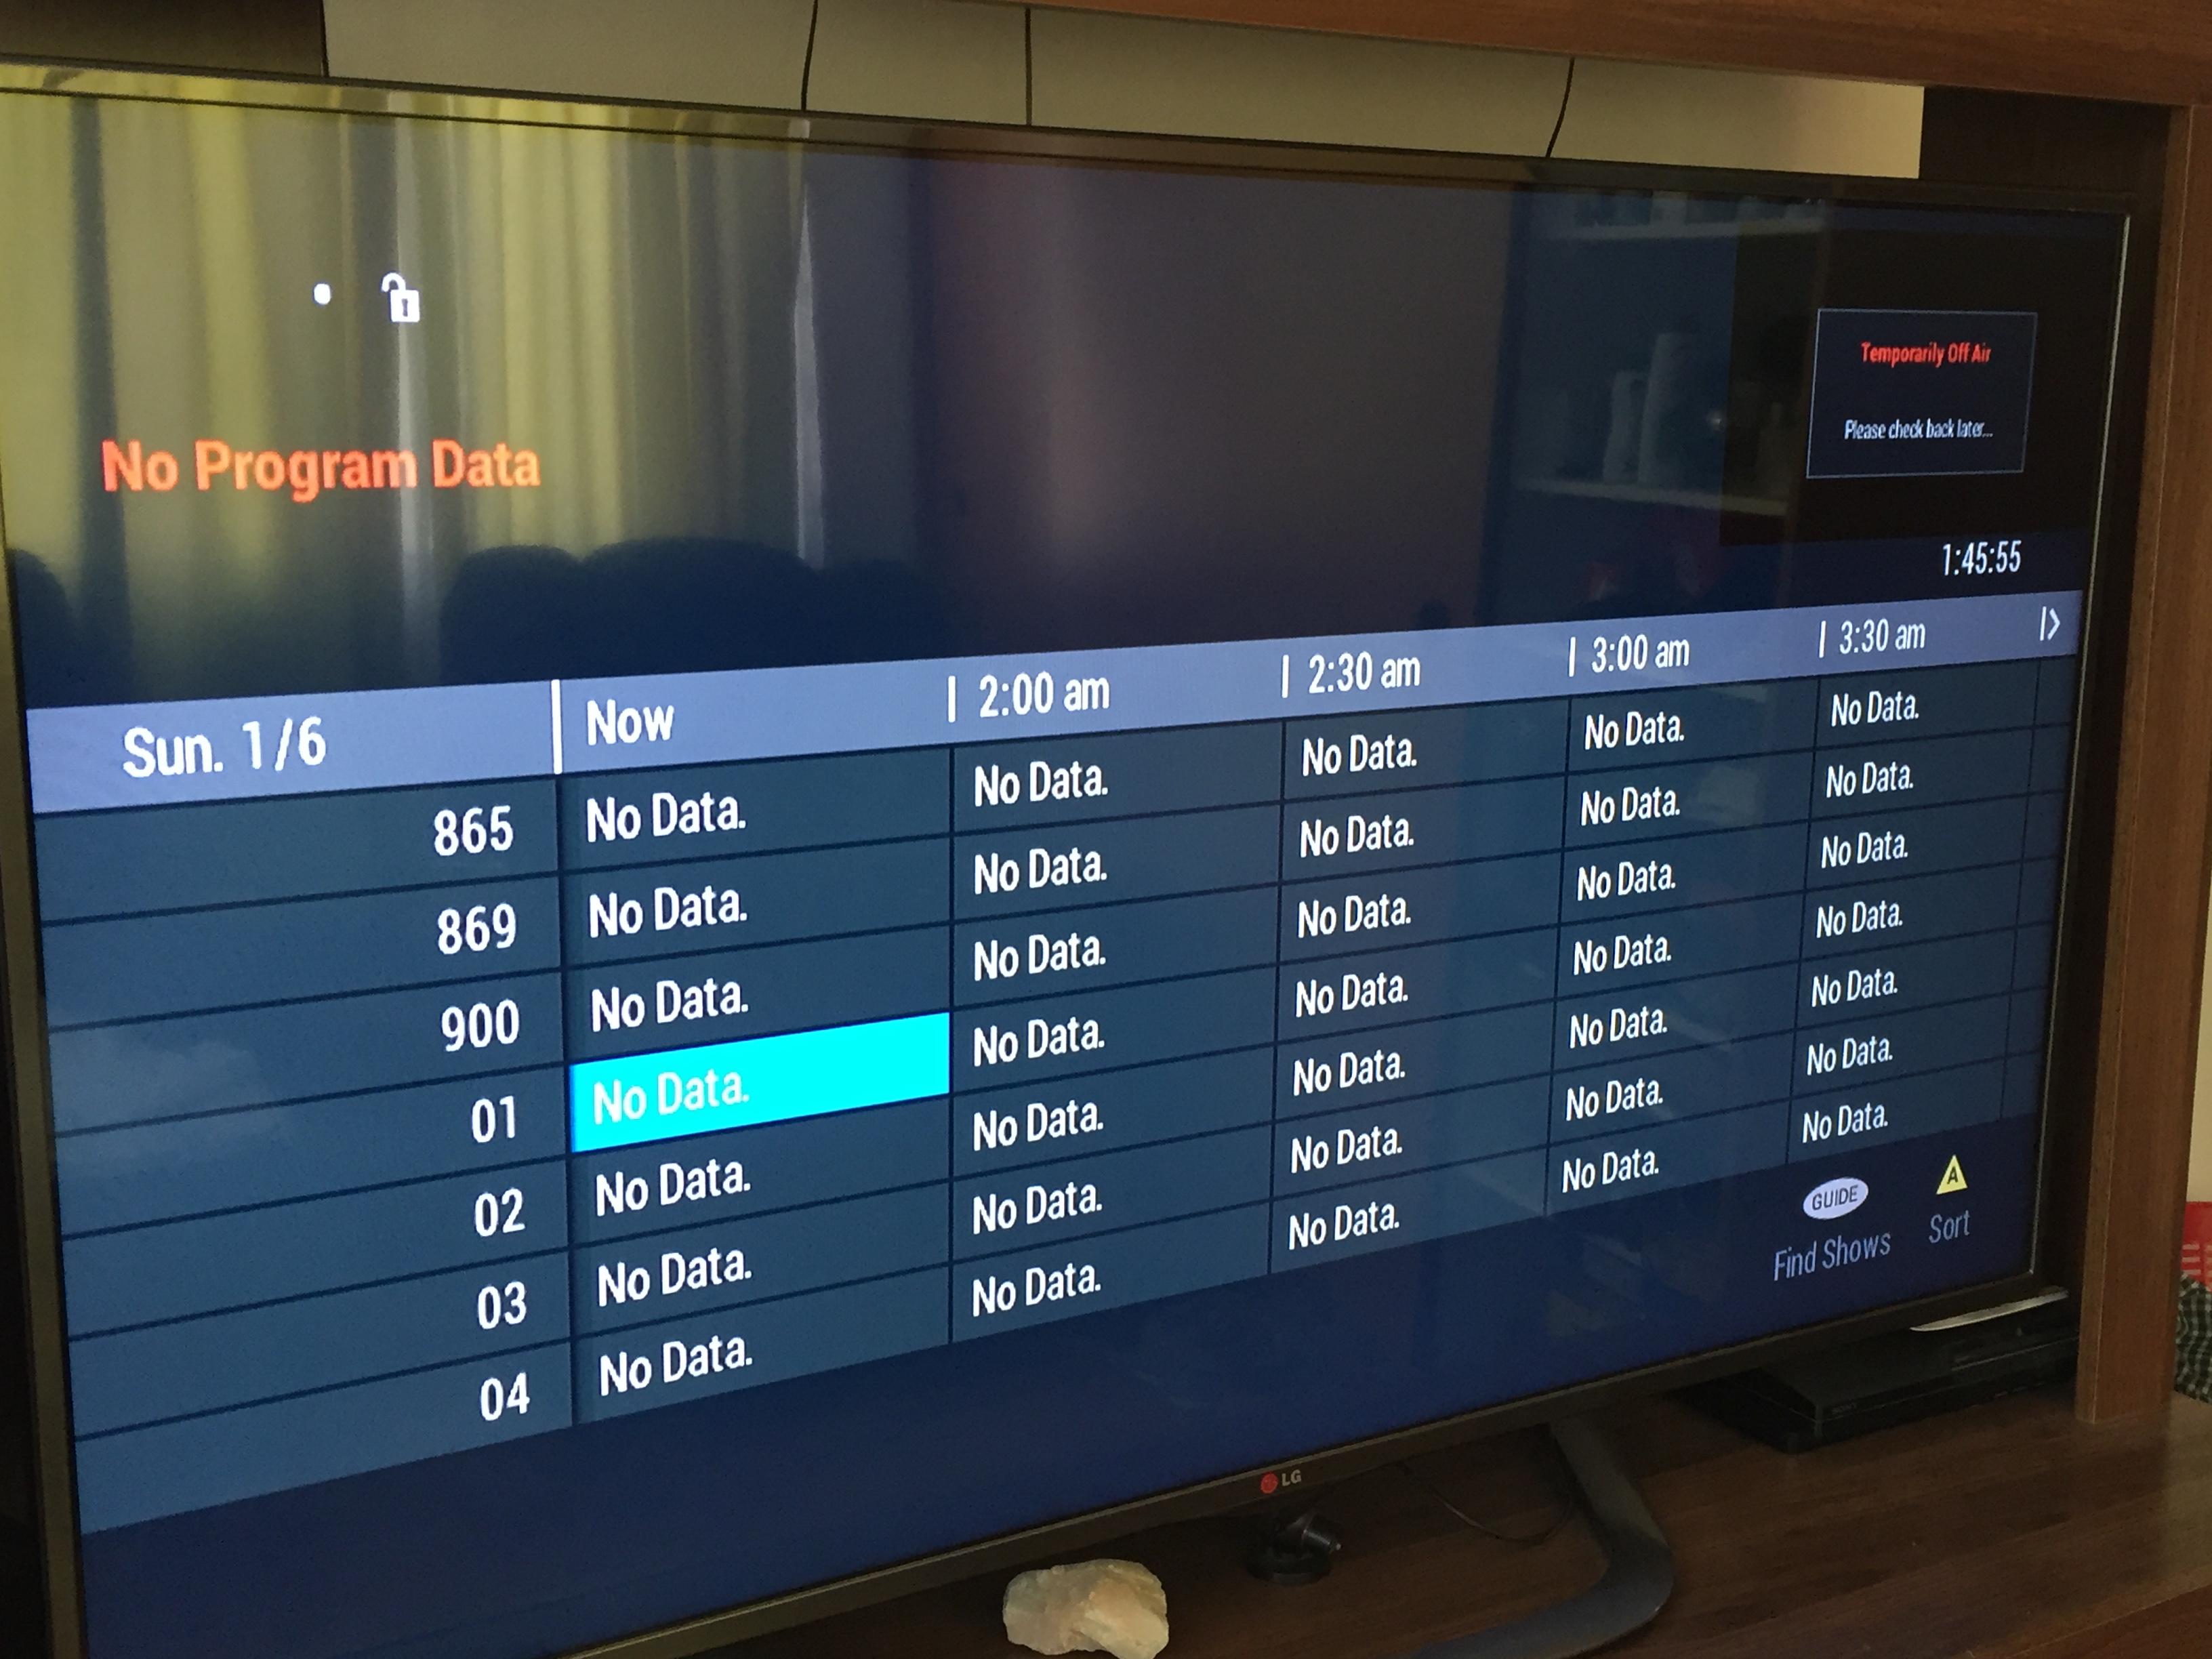 No Program Data
Temporarily Off Air
Please check back later...
1:45:55
Sun. 1/6 Now 2:00 am 2:30 am 3:00 am 3:30 am
865 No Data. No Data. No Data. No Data. No Data.
869 No Data. No Data. No Data. No Data. No Data.
900 No Data. No Data. No Data. No Data. No Data.
01 No Data. No Data. No Data. No Data. No Data.
02 No Data. No Data. No Data. No Data. No Data.
03 No Data. No Data. No Data. No Data. No Data.
04 No Data. No Data. No Data. No Data. No Data.
GUIDE A
Find Shows Sort
LG